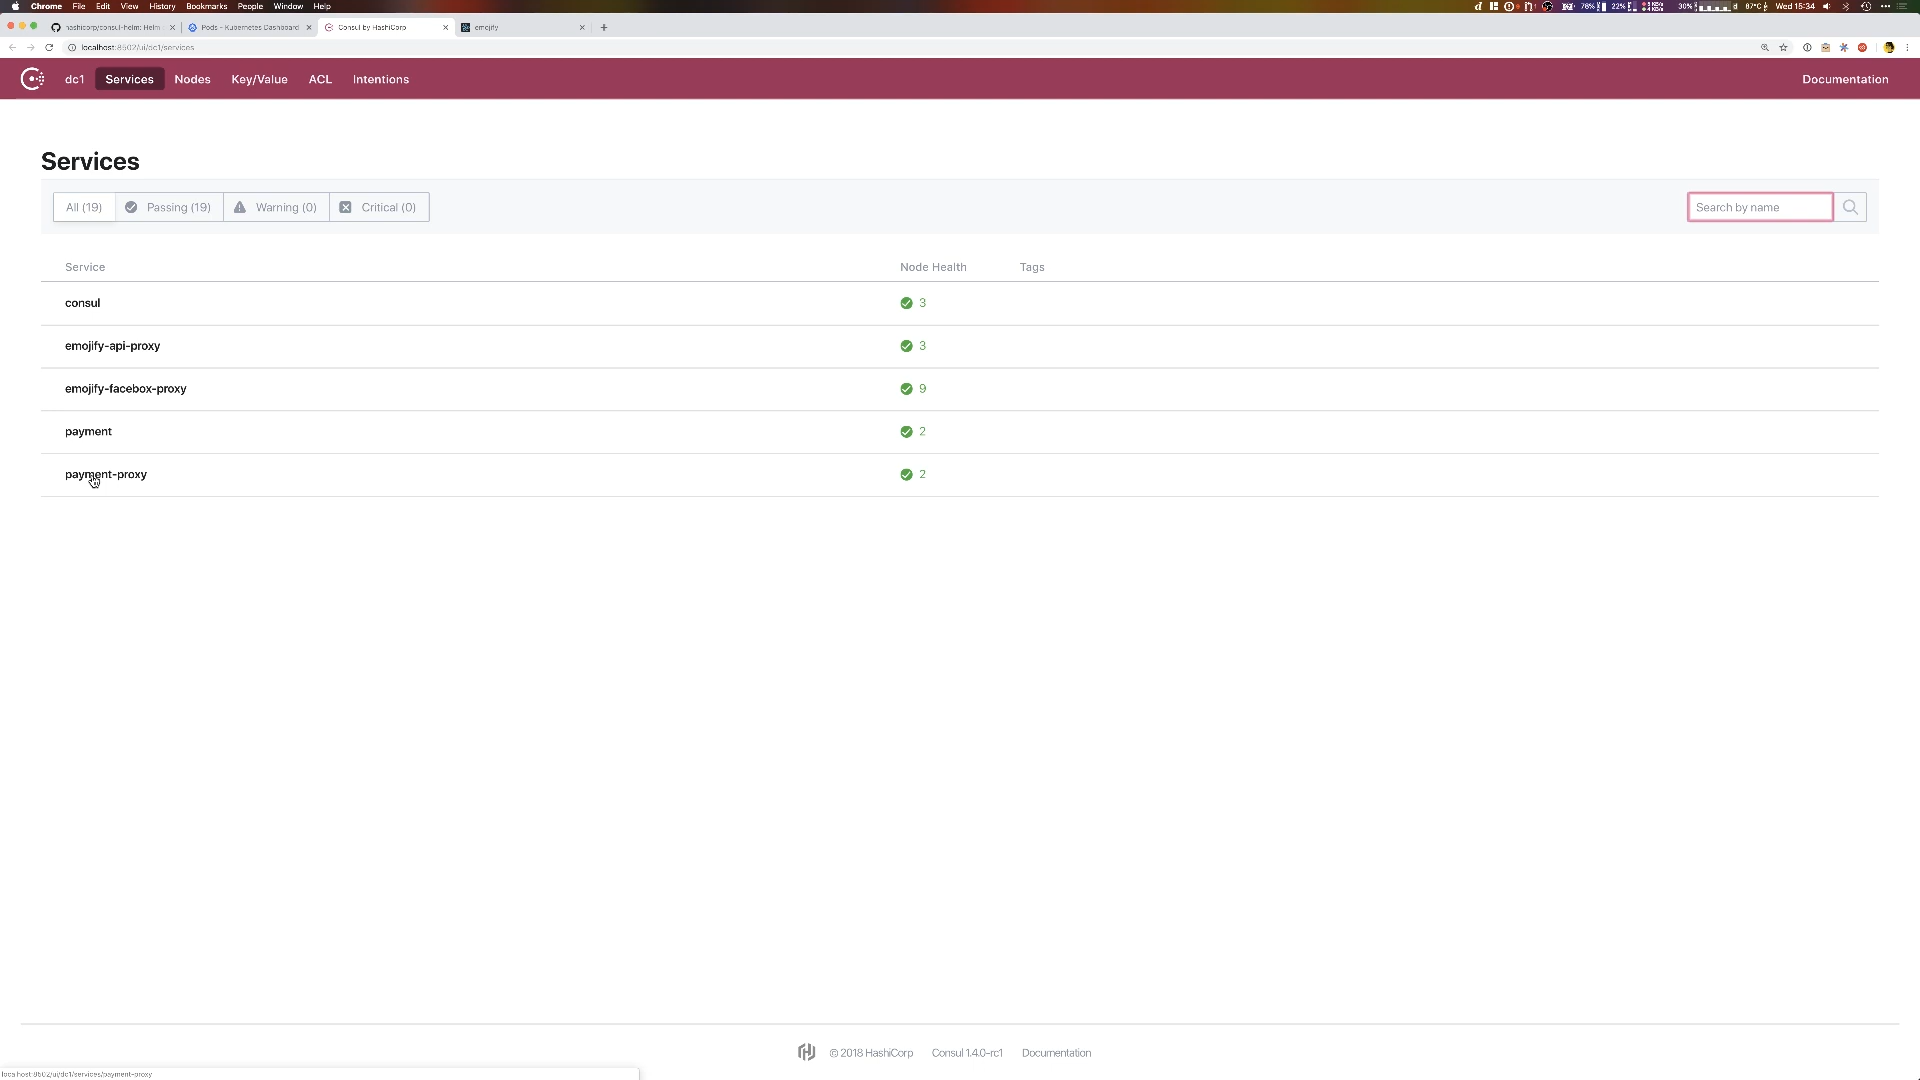 Chrome File Edit View History Bookmarks People Window Help
76% 22% 30% 87°C Wed 15:34
hashicorp/consul-helm: Helm
Pods - Kubernetes Dashboard
Consul by HashiCorp
emojify
localhost:8502/ui/dc1/services
dc1 Services Nodes Key/Value ACL Intentions Documentation
Services
All (19) Passing (19) Warning (0) Critical (0) Search by name
Service Node Health Tags
consul 3
emojify-api-proxy 3
emojify-facebox-proxy 9
payment 2
payment-proxy 2
© 2018 HashiCorp Consul 1.4.0-rc1 Documentation
localhost:8502/ui/dc1/services/payment-proxy